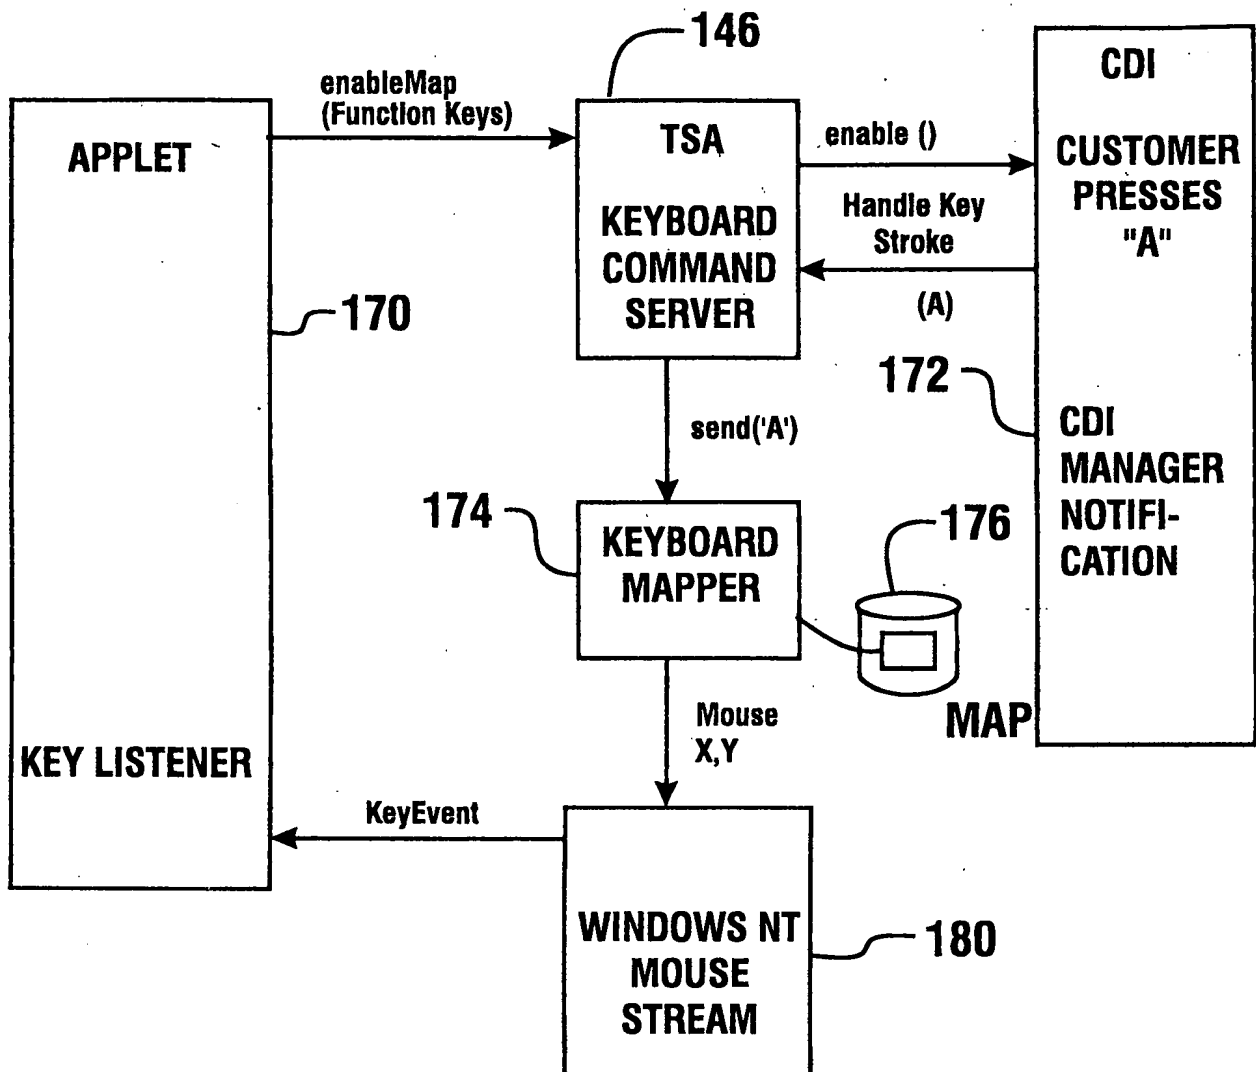 146
CDI
enableMap
(Function Keys)
APPLET
TSA
enable ()
CUSTOMER
PRESSES
"A"
KEYBOARD
COMMAND
SERVER
Handle Key
Stroke
(A)
170
172
CDI
MANAGER
NOTIFI-
CATION
send('A')
174
KEYBOARD
MAPPER
176
MAP
Mouse
X,Y
KEY LISTENER
KeyEvent
WINDOWS NT
MOUSE
STREAM
180